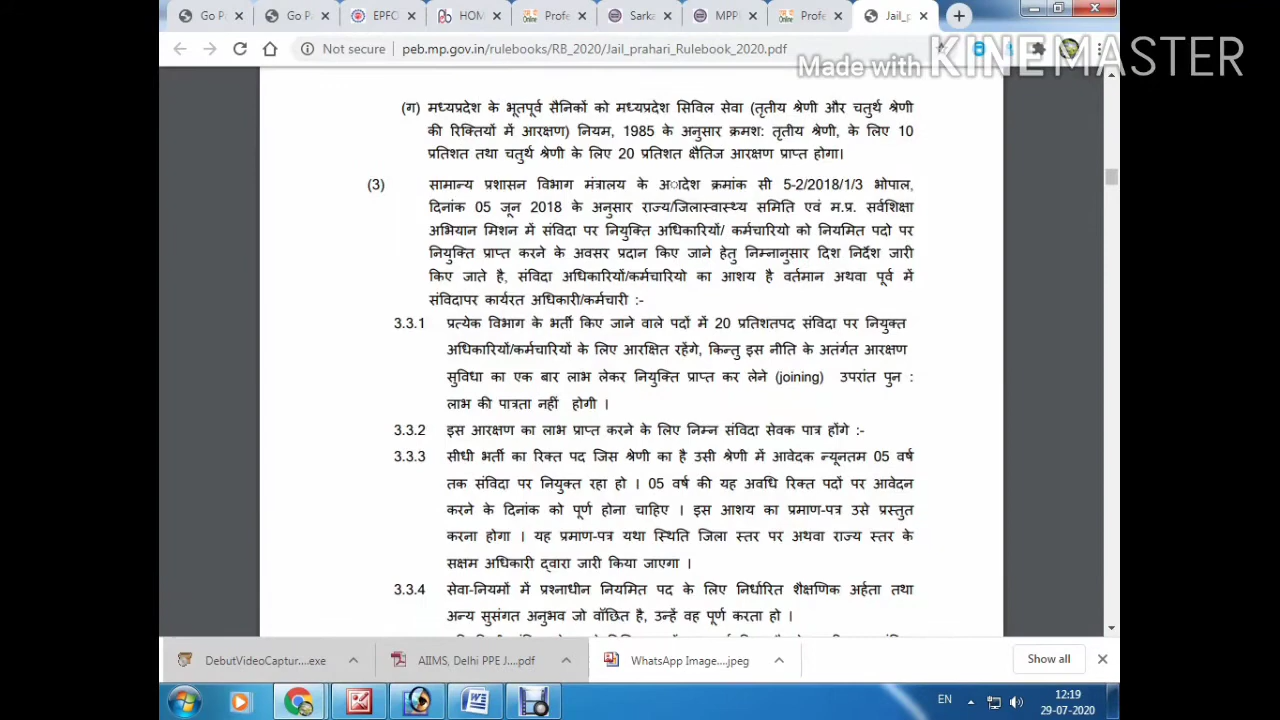 Go P
Go P
EPFC
HOM
Profe
Sarka
MPPI
Profe
Jail_p
Not secure
peb.mp.gov.in/rulebooks/RB_2020/Jail_prahari_Rulebook_2020.pdf
Made with KINEMASTER
(ग) मध्यप्रदेश के भूतपूर्व सैनिकों को मध्यप्रदेश सिविल सेवा (तृतीय श्रेणी और चतुर्थ श्रेणी
की रिक्तियों में आरक्षण) नियम, 1985 के अनुसार क्रमश: तृतीय श्रेणी, के लिए 10
प्रतिशत तथा चतुर्थ श्रेणी के लिए 20 प्रतिशत क्षैतिज आरक्षण प्राप्त होगा।
(3) सामान्य प्रशासन विभाग मंत्रालय के अादेश क्रमांक सी 5-2/2018/1/3 भोपाल,
दिनांक 05 जून 2018 के अनुसार राज्य/जिलास्वास्थ्य समिति एवं म.प्र. सर्वशिक्षा
अभियान मिशन में संविदा पर नियुक्ति अधिकारियों/ कर्मचारियो को नियमित पदो पर
नियुक्ति प्राप्त करने के अवसर प्रदान किए जाने हेतु निम्नानुसार दिश निर्देश जारी
किए जाते है, संविदा अधिकारियों/कर्मचारियो का आशय है वर्तमान अथवा पूर्व में
संविदापर कार्यरत अधिकारी/कर्मचारी :-
3.3.1 प्रत्येक विभाग के भर्ती किए जाने वाले पदों में 20 प्रतिशतपद संविदा पर नियुक्त
अधिकारियों/कर्मचारियों के लिए आरक्षित रहेंगे, किन्तु इस नीति के अतंर्गत आरक्षण
सुविधा का एक बार लाभ लेकर नियुक्ति प्राप्त कर लेने (joining) उपरांत पुन :
लाभ की पात्रता नहीं होगी ।
3.3.2 इस आरक्षण का लाभ प्राप्त करने के लिए निम्न संविदा सेवक पात्र होंगे :-
3.3.3 सीधी भर्ती का रिक्त पद जिस श्रेणी का है उसी श्रेणी में आवेदक न्यूनतम 05 वर्ष
तक संविदा पर नियुक्त रहा हो । 05 वर्ष की यह अवधि रिक्त पदों पर आवेदन
करने के दिनांक को पूर्ण होना चाहिए । इस आशय का प्रमाण-पत्र उसे प्रस्तुत
करना होगा । यह प्रमाण-पत्र यथा स्थिति जिला स्तर पर अथवा राज्य स्तर के
सक्षम अधिकारी द्वारा जारी किया जाएगा ।
3.3.4 सेवा-नियमों में प्रश्नाधीन नियमित पद के लिए निर्धारित शैक्षणिक अर्हता तथा
अन्य सुसंगत अनुभव जो वॉछित है, उन्हें वह पूर्ण करता हो ।
DebutVideoCaptur....exe
AIIMS, Delhi PPE J....pdf
WhatsApp Image....jpeg
Show all
EN
12:19
29-07-2020